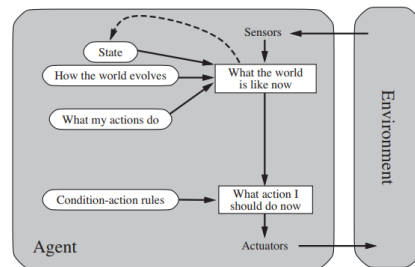 Sensors
State
How the world evolves
What the world
is like now
What my actions do
Environment
Condition-action rules
What action I
should do now
Agent
Actuators